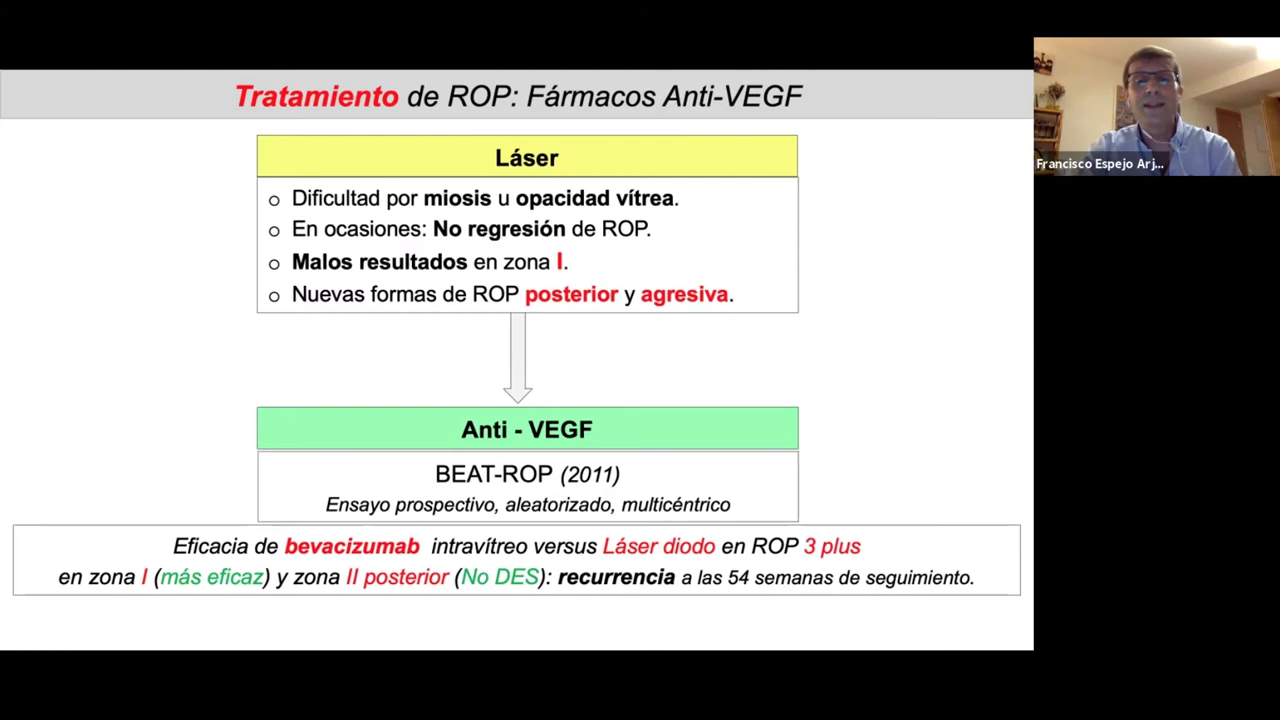 Tratamiento de ROP: Fármacos Anti-VEGF
Láser
o Dificultad por miosis u opacidad vítrea.
o En ocasiones: No regresión de ROP.
o Malos resultados en zona I.
o Nuevas formas de ROP posterior y agresiva.
Anti - VEGF
BEAT-ROP (2011)
Ensayo prospectivo, aleatorizado, multicéntrico
Eficacia de bevacizumab intravítreo versus Láser diodo en ROP 3 plus
en zona I (más eficaz) y zona II posterior (No DES): recurrencia a las 54 semanas de seguimiento.
Francisco Espejo Arj...